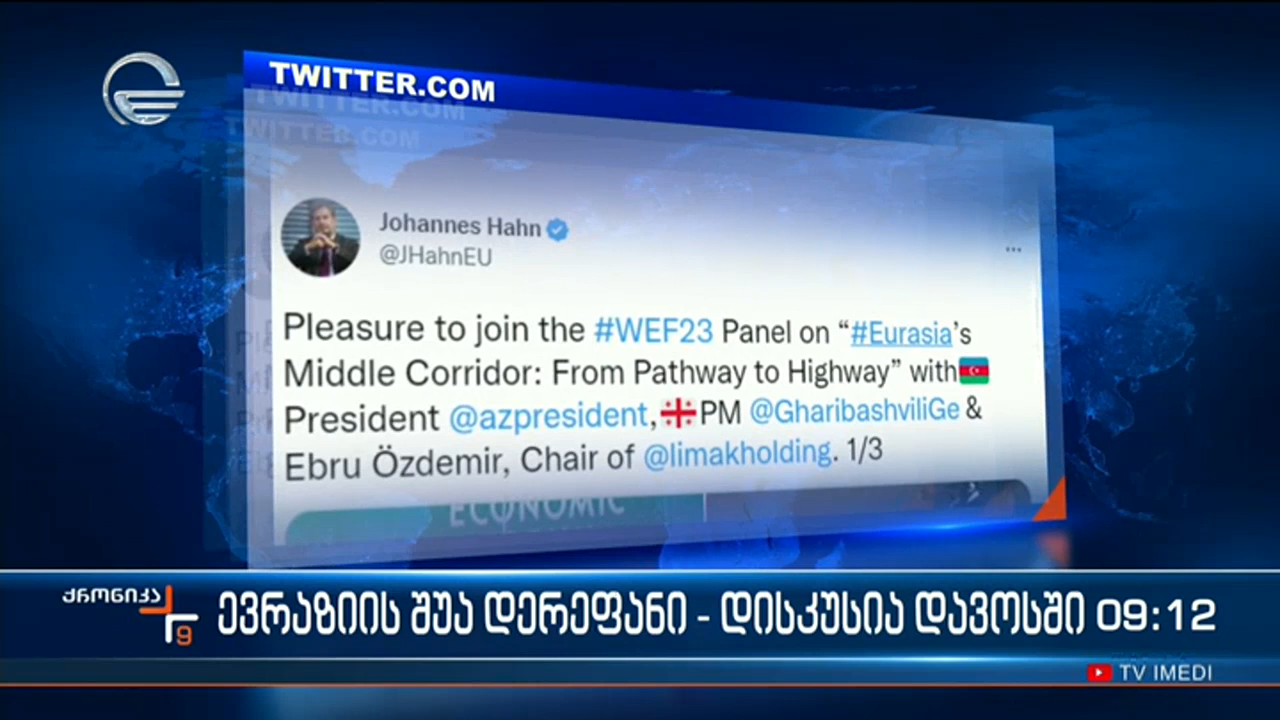 TWITTER.COM
Johannes Hahn
@JHahnEU
Pleasure to join the #WEF23 Panel on “#Eurasia’s
Middle Corridor: From Pathway to Highway” with
President @azpresident, PM @GharibashviliGe &
Ebru Özdemir, Chair of @limakholding. 1/3
ECONOMIC
ქრონიკა
9
ევრაზიის შუა დერეფანი - დისკუსია დავოსში 09:12
TV IMEDI